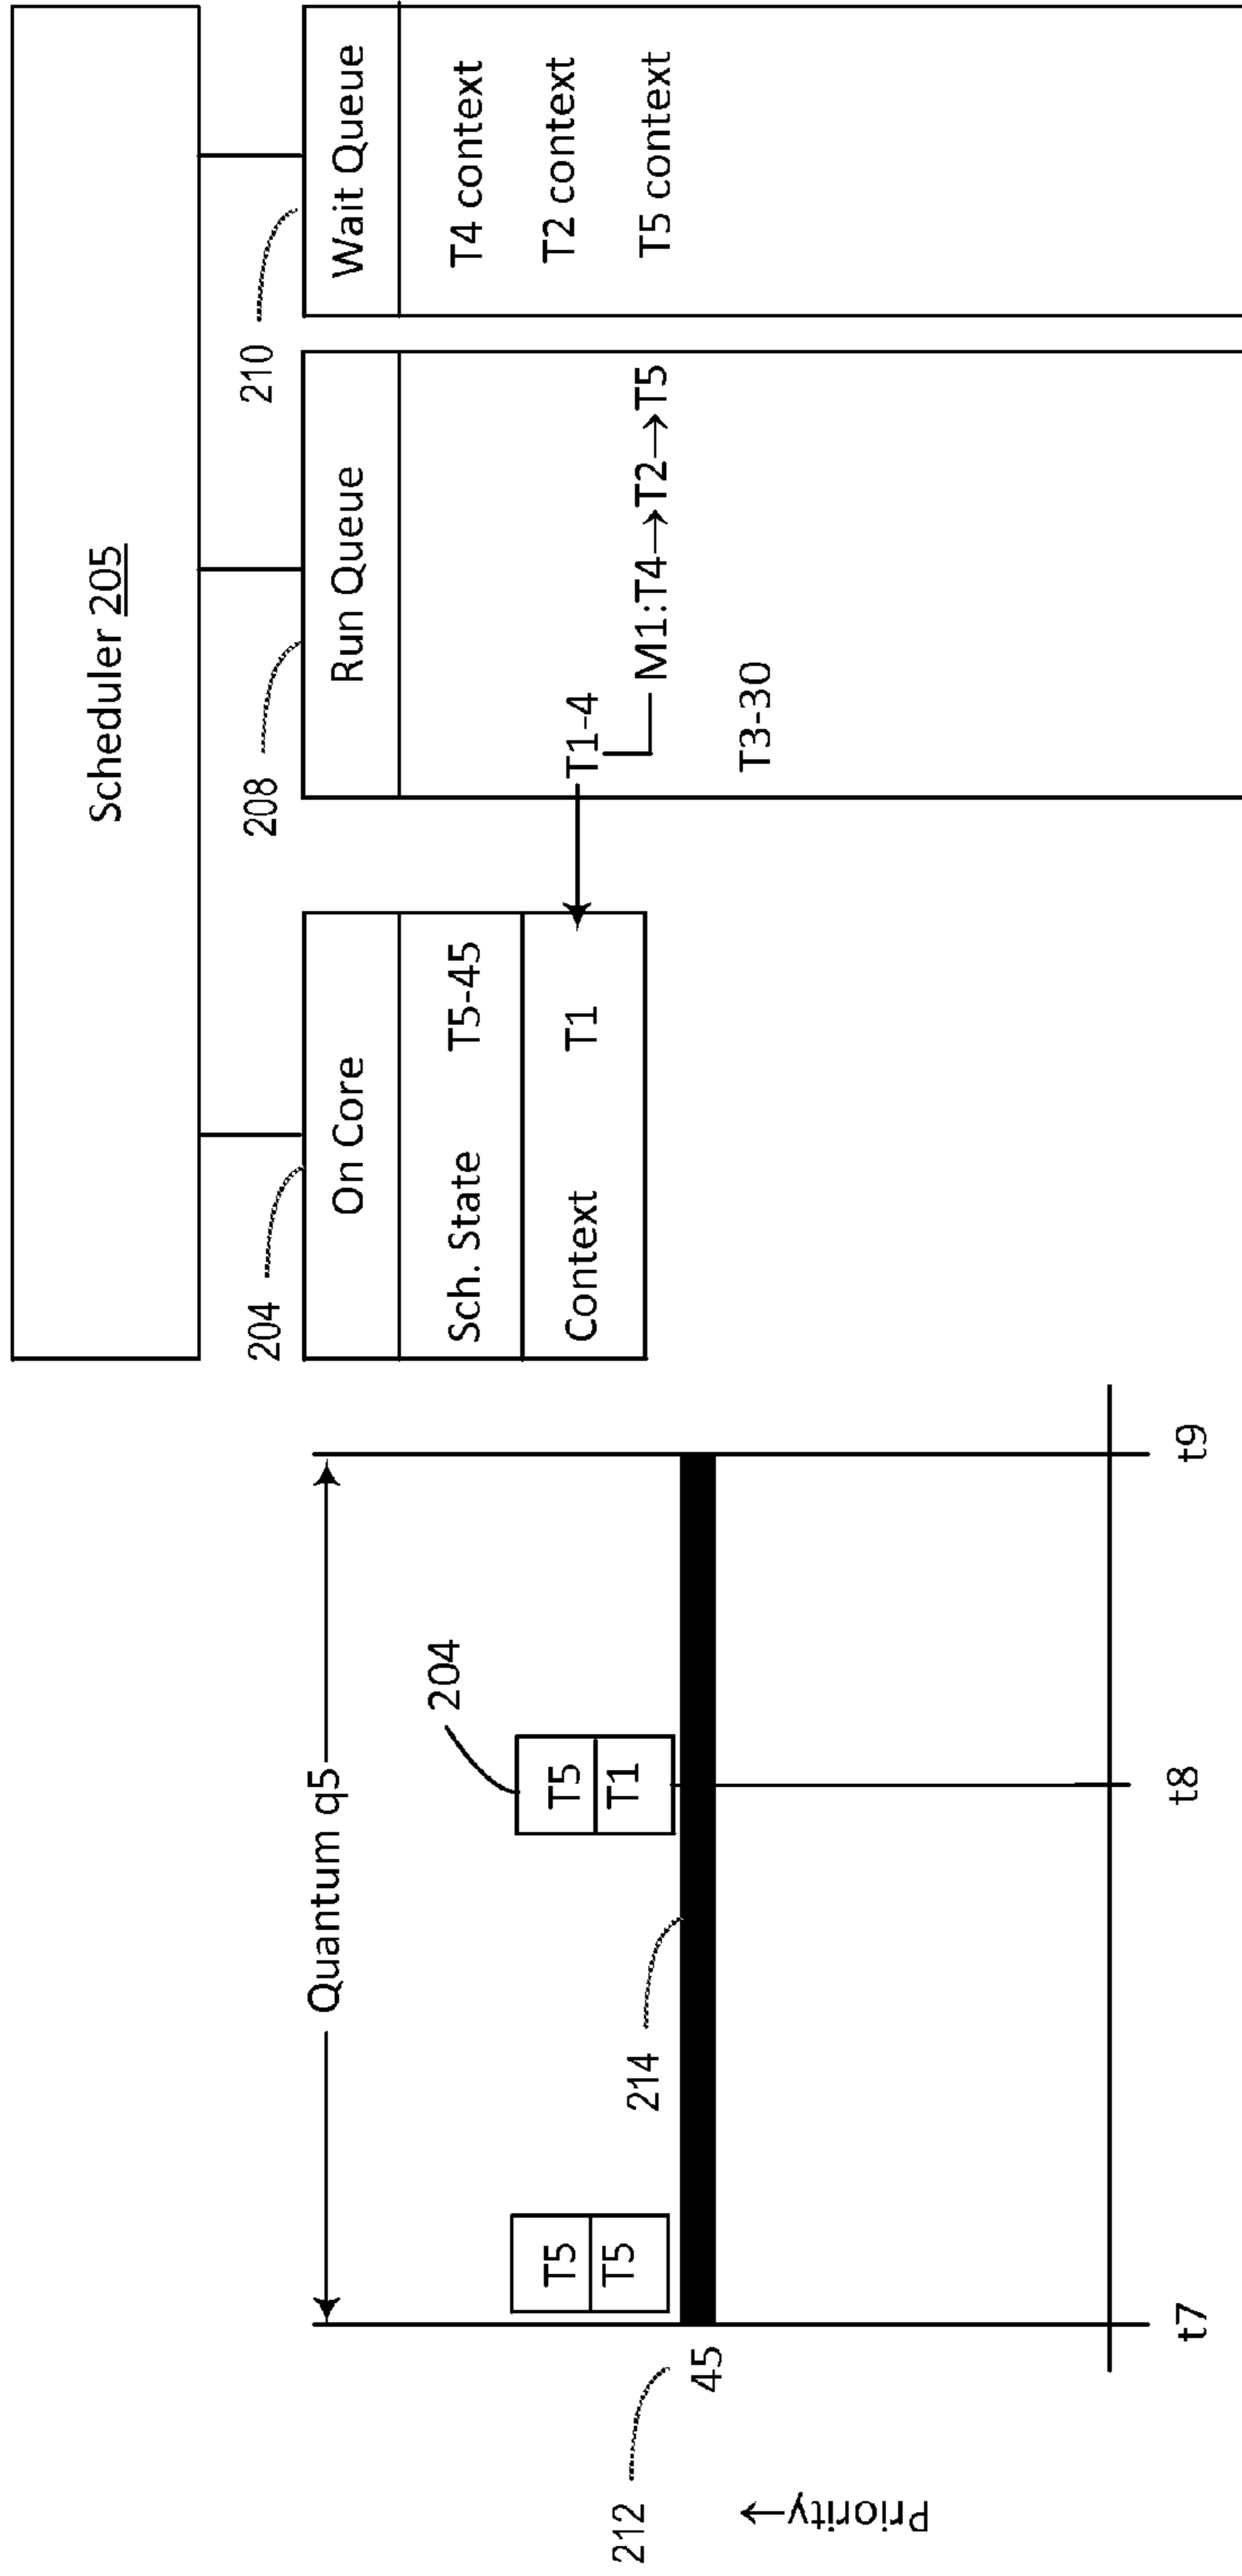 Scheduler 205
204
208
210
On Core
Run Queue
Wait Queue
Sch. State T5-45
T4 context
Context T1
T1-4
T2 context
M1:T4→T2→T5
T5 context
T3-30
Quantum q5
204
T5
T5
T5
T1
214
212
45
Priority→
t7
t8
t9